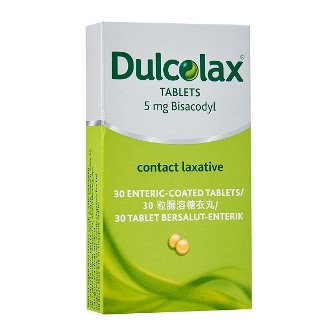 Dulcolax®
TABLETS
5 mg Bisacodyl
contact laxative
30 ENTERIC-COATED TABLETS/
30 粒腸溶糖衣丸/
30 TABLET BERSALUT-ENTERIK